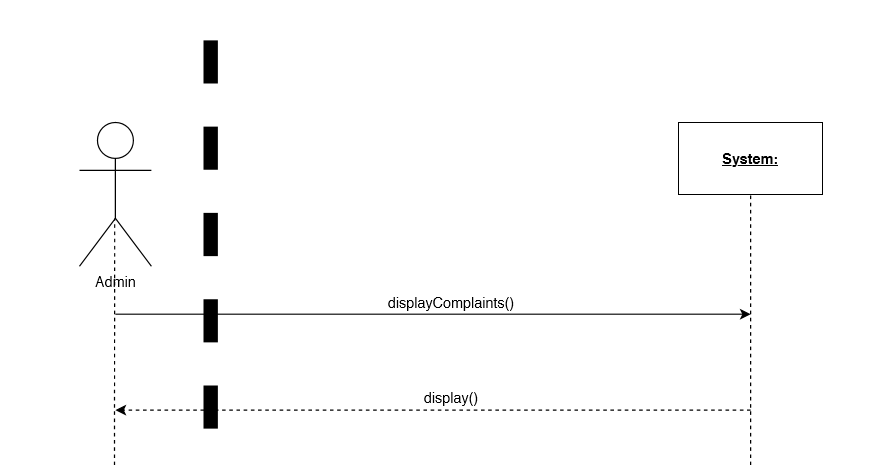 System:
Admin
displayComplaints()
display()